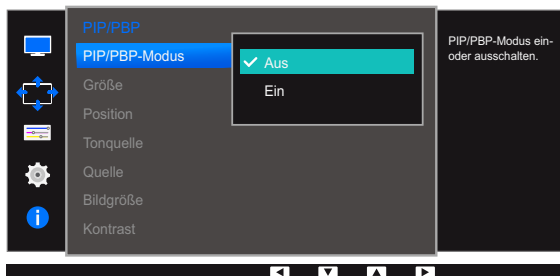 PIP/PBP
PIP/PBP-Modus
Größe
Position
Tonquelle
Quelle
Bildgröße
Kontrast
Aus
Ein
PIP/PBP-Modus ein-
oder ausschalten.